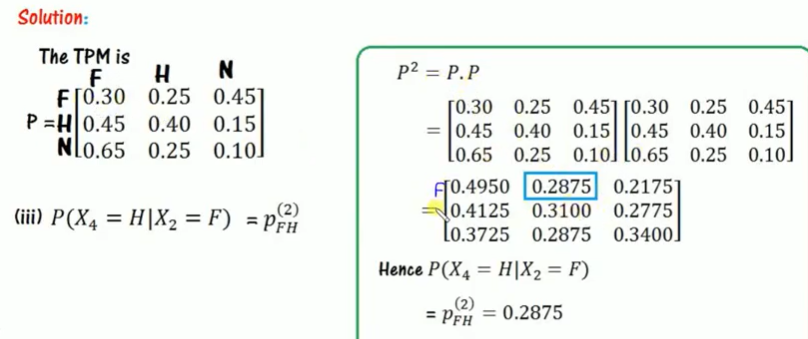 Solution:
The TPM is
F H N
F [0.30 0.25 0.45]
P = H [0.45 0.40 0.15]
N [0.65 0.25 0.10]
(iii) P(X₄ = H|X₂ = F) = p_FH^(2)
P² = P.P
= [0.30 0.25 0.45] [0.30 0.25 0.45]
[0.45 0.40 0.15] [0.45 0.40 0.15]
[0.65 0.25 0.10] [0.65 0.25 0.10]
F [0.4950 0.2875 0.2175]
= [0.4125 0.3100 0.2775]
[0.3725 0.2875 0.3400]
Hence P(X₄ = H|X₂ = F)
= p_FH^(2) = 0.2875